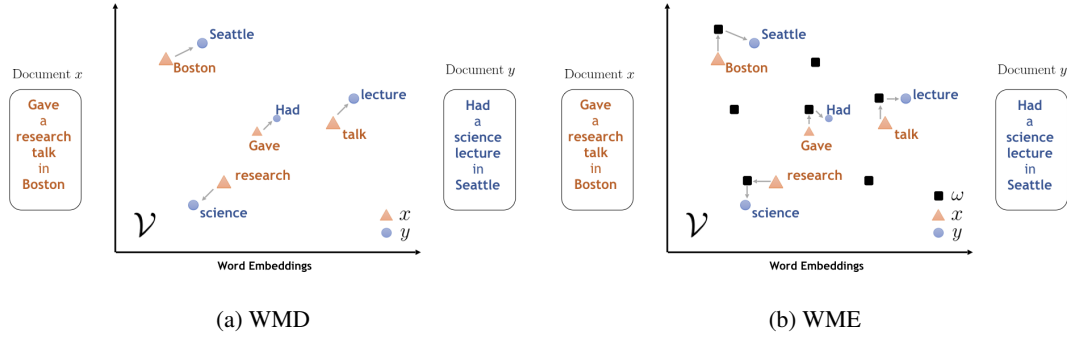 Document x
Gave
a
research
talk
in
Boston
Seattle
Boston
lecture
Had
talk
Gave
research
science
𝒱
x
y
Word Embeddings
Document y
Had
a
science
lecture
in
Seattle
(a) WMD
Document x
Gave
a
research
talk
in
Boston
Seattle
Boston
lecture
Had
talk
Gave
research
science
𝒱
ω
x
y
Word Embeddings
Document y
Had
a
science
lecture
in
Seattle
(b) WME